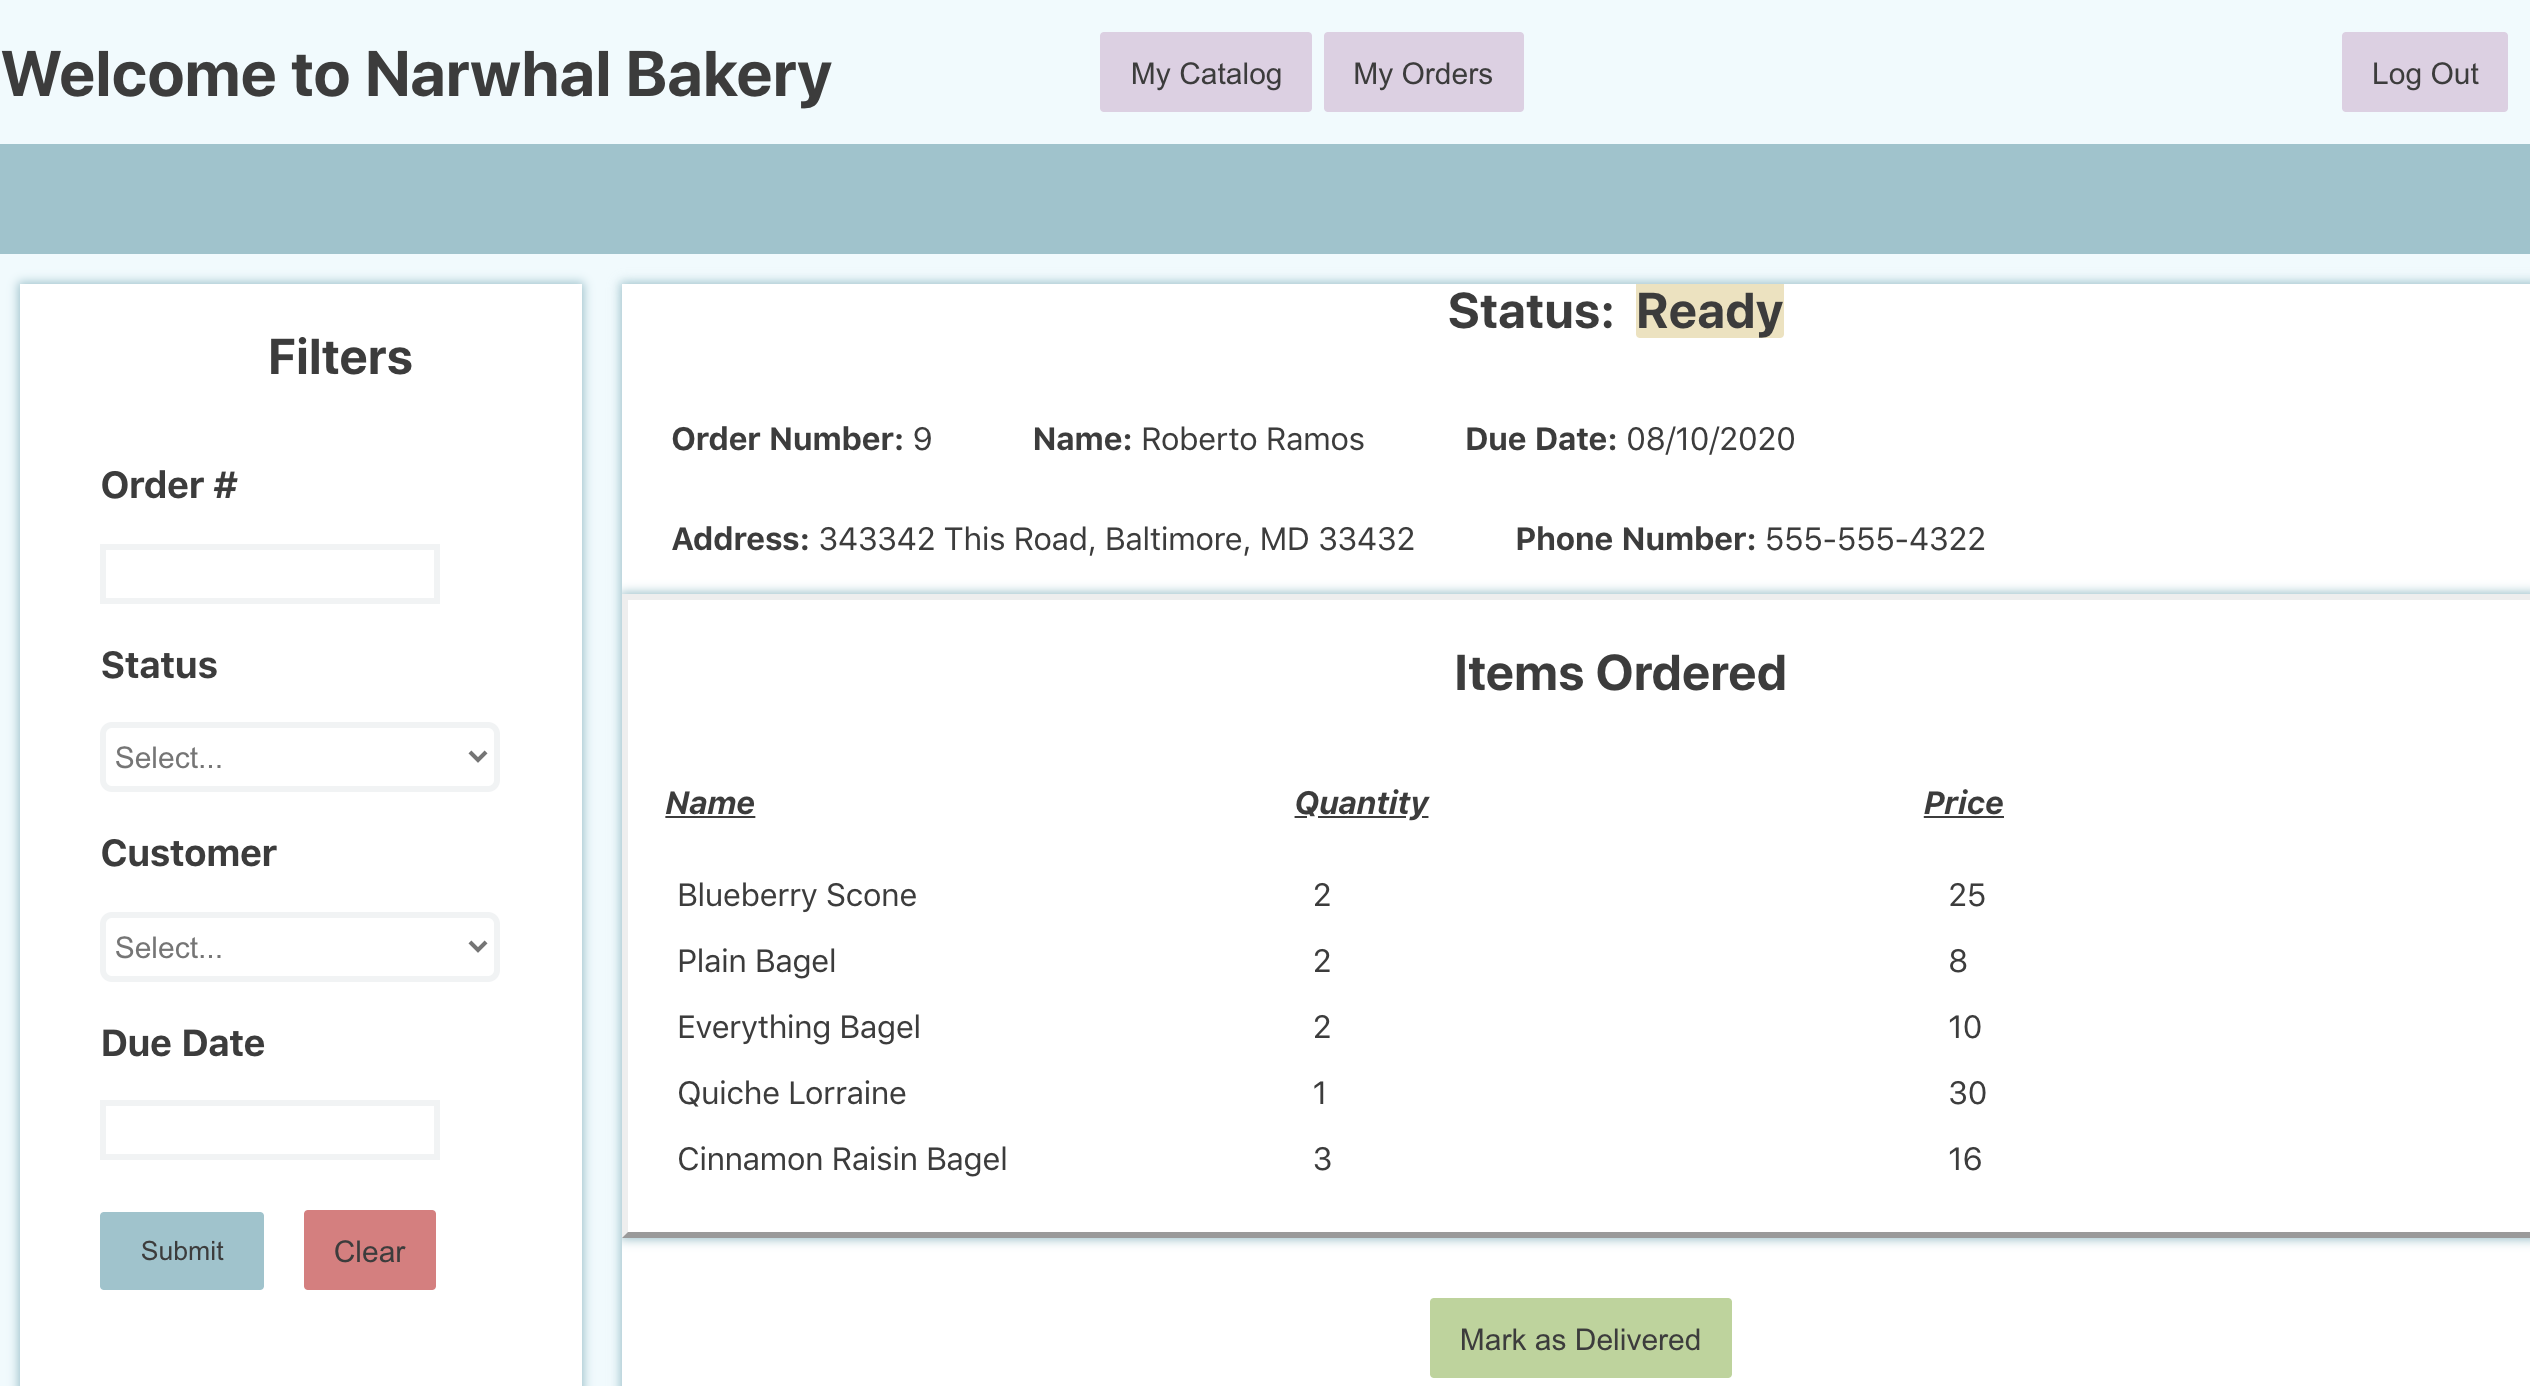 Welcome to Narwhal Bakery
My Catalog My Orders Log Out
Filters
Order #
Status
Select...
Customer
Select...
Due Date
Submit Clear
Status: Ready
Order Number: 9 Name: Roberto Ramos Due Date: 08/10/2020
Address: 343342 This Road, Baltimore, MD 33432 Phone Number: 555-555-4322
Items Ordered
Name Quantity Price
Blueberry Scone 2 25
Plain Bagel 2 8
Everything Bagel 2 10
Quiche Lorraine 1 30
Cinnamon Raisin Bagel 3 16
Mark as Delivered